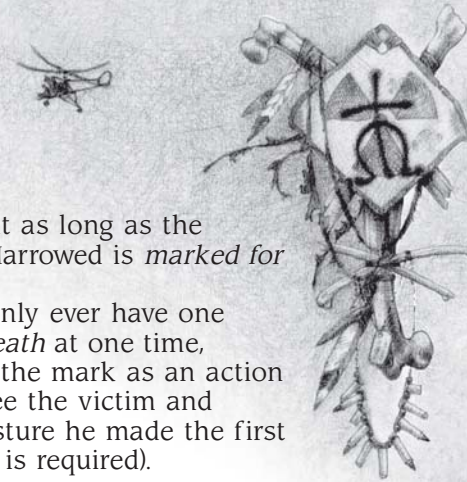 t as long as the
arrowed is marked for
nly ever have one
eath at one time,
the mark as an action
ee the victim and
sture he made the first
is required).